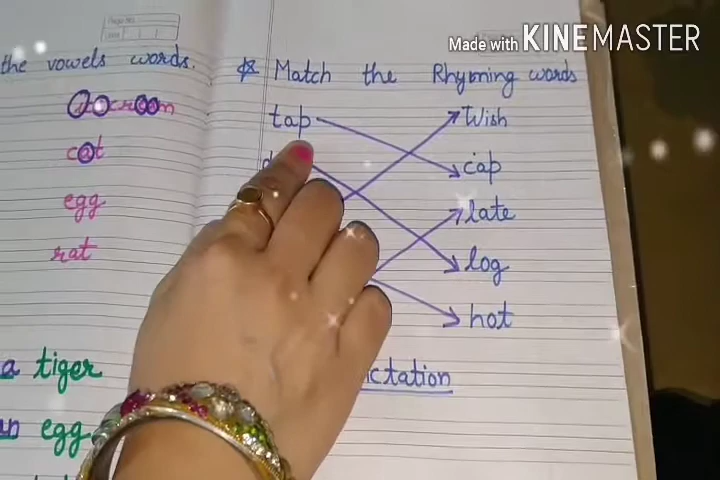 Made with KINEMASTER
the vowels words.
cat
egg
rat
a tiger
egg
Match the Rhyming words
tap
Wish
cap
late
log
hot